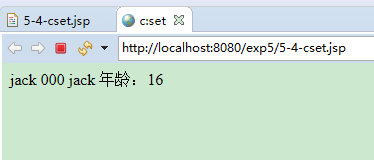 5-4-cset.jsp
c:set
http://localhost:8080/exp5/5-4-cset.jsp
jack 000 jack 年龄：16